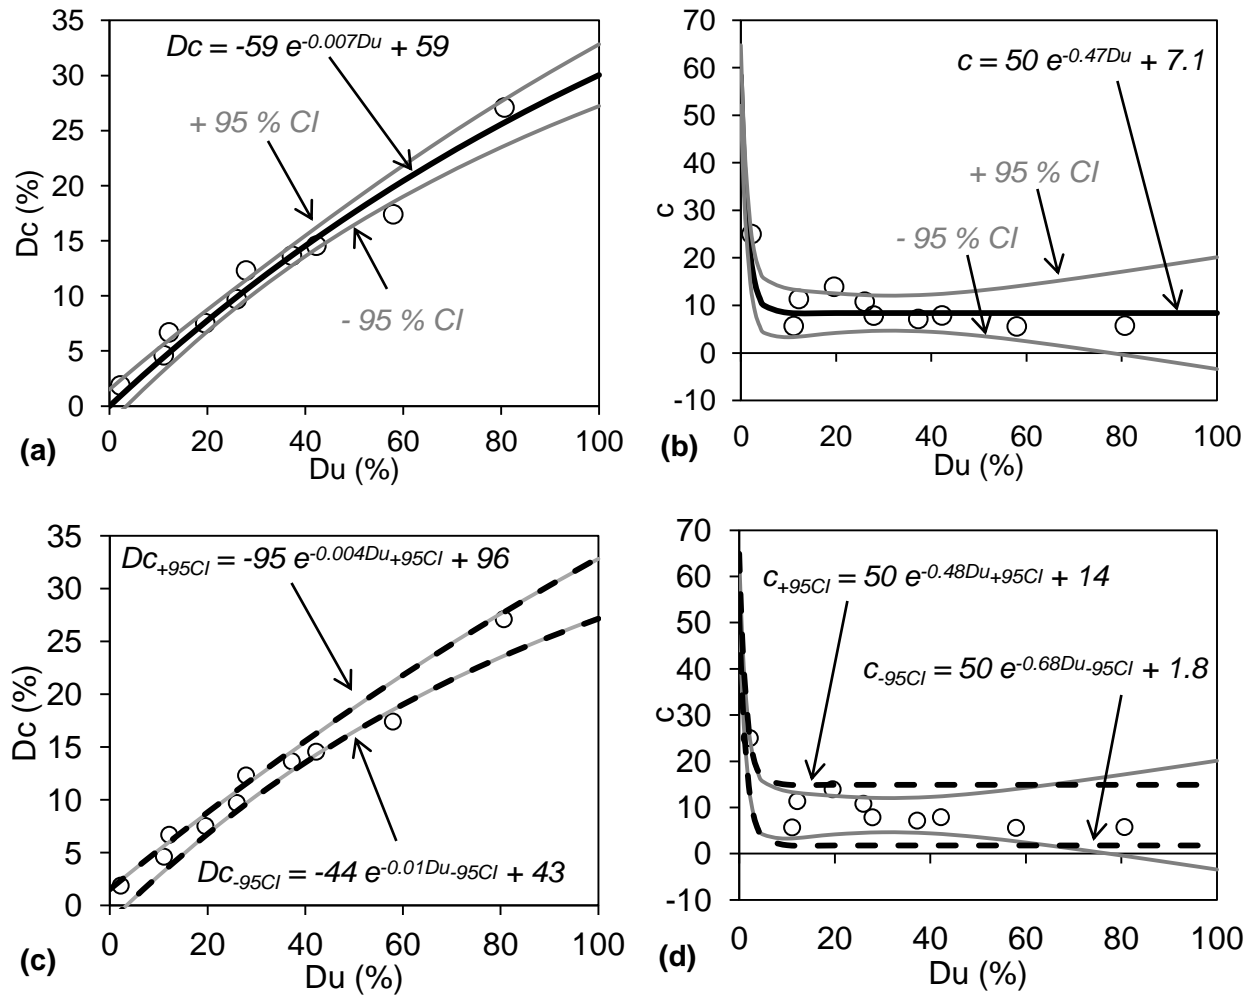 35
30
25
20
15
10
5
0
Dc (%)
Dc = -59 e^-0.007Du + 59
+ 95 % CI
- 95 % CI
0 20 40 60 80 100
(a)
Du (%)
70
60
50
40
30
20
10
0
-10
c
c = 50 e^-0.47Du + 7.1
+ 95 % CI
- 95 % CI
0 20 40 60 80 100
(b)
Du (%)
35
30
25
20
15
10
5
0
Dc (%)
Dc+95CI = -95 e^-0.004Du+95CI + 96
Dc-95CI = -44 e^-0.01Du-95CI + 43
0 20 40 60 80 100
(c)
Du (%)
70
60
50
40
30
20
10
0
-10
c
c+95CI = 50 e^-0.48Du+95CI + 14
c-95CI = 50 e^-0.68Du-95CI + 1.8
0 20 40 60 80 100
(d)
Du (%)